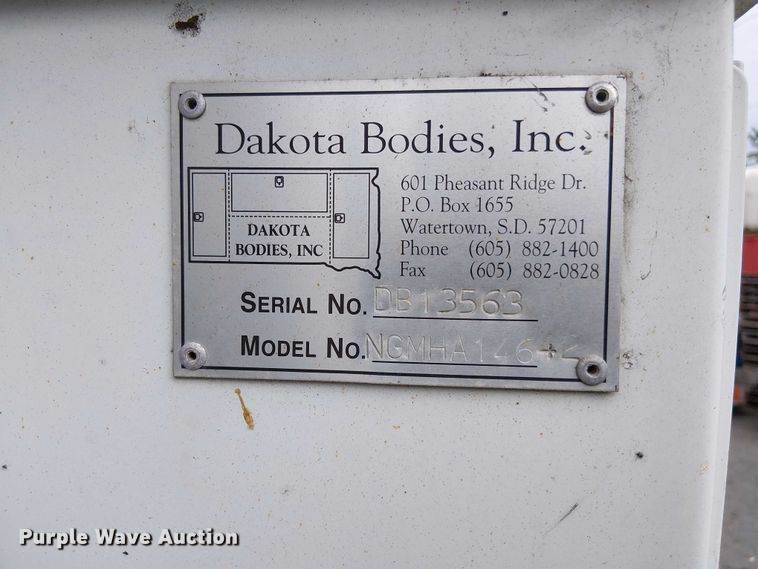 Dakota Bodies, Inc.
DAKOTA
BODIES, INC
601 Pheasant Ridge Dr.
P.O. Box 1655
Watertown, S.D. 57201
Phone (605) 882-1400
Fax (605) 882-0828
SERIAL NO. DB13563
MODEL NO.
Purple Wave Auction